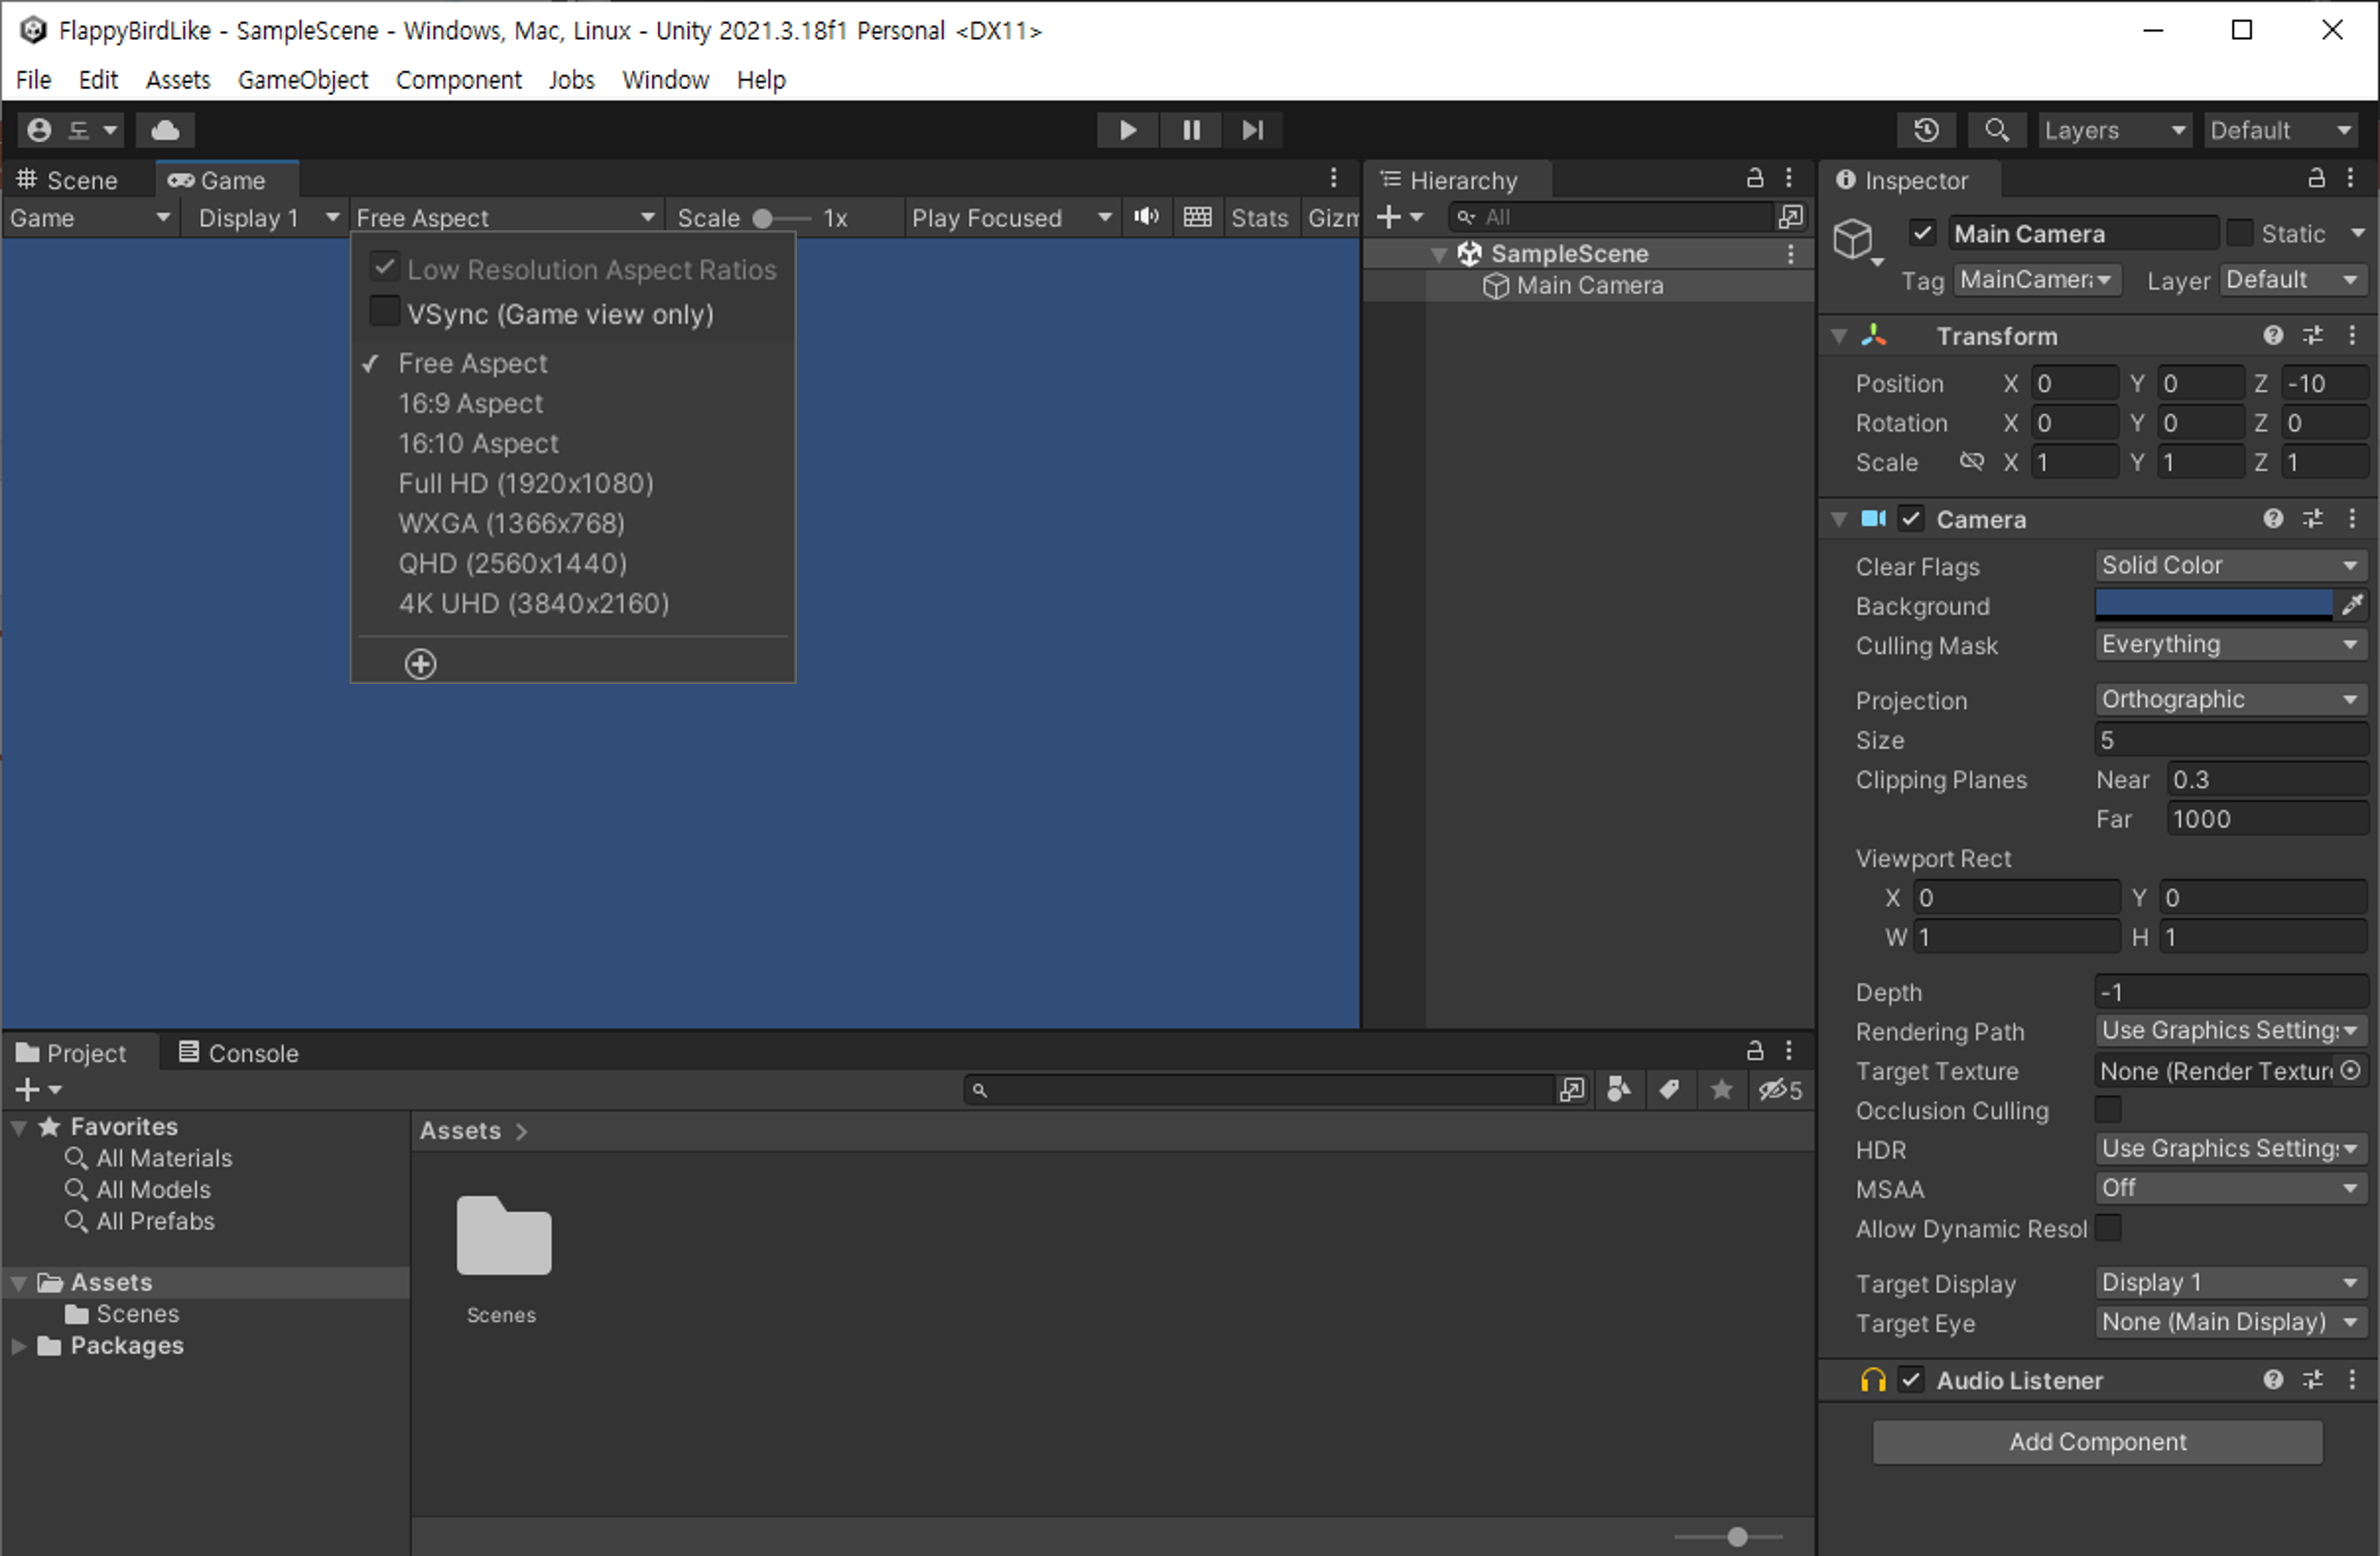 FlappyBirdLike - SampleScene - Windows, Mac, Linux - Unity 2021.3.18f1 Personal <DX11>
File Edit Assets GameObject Component Jobs Window Help
도 Layers Default
Scene Game
Game Display 1 Free Aspect Scale 1x Play Focused Stats Gizm
Low Resolution Aspect Ratios
VSync (Game view only)
Free Aspect
16:9 Aspect
16:10 Aspect
Full HD (1920x1080)
WXGA (1366x768)
QHD (2560x1440)
4K UHD (3840x2160)
Hierarchy
All
SampleScene
Main Camera
Inspector
Main Camera Static
Tag MainCamera Layer Default
Transform
Position X 0 Y 0 Z -10
Rotation X 0 Y 0 Z 0
Scale X 1 Y 1 Z 1
Camera
Clear Flags Solid Color
Background
Culling Mask Everything
Projection Orthographic
Size 5
Clipping Planes Near 0.3
Far 1000
Viewport Rect
X 0 Y 0
W 1 H 1
Depth -1
Rendering Path Use Graphics Settings
Target Texture None (Render Texture
Occlusion Culling
HDR Use Graphics Settings
MSAA Off
Allow Dynamic Resol
Target Display Display 1
Target Eye None (Main Display)
Audio Listener
Add Component
Project Console
5
Favorites
All Materials
All Models
All Prefabs
Assets
Scenes
Packages
Assets >
Scenes